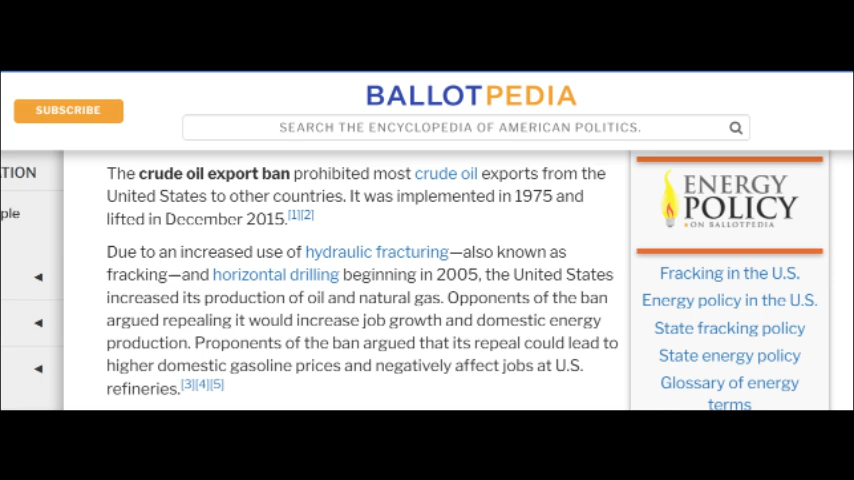 BALLOTPEDIA
SUBSCRIBE
SEARCH THE ENCYCLOPEDIA OF AMERICAN POLITICS.
TION
ple
The crude oil export ban prohibited most crude oil exports from the
United States to other countries. It was implemented in 1975 and
lifted in December 2015.[1][2]
Due to an increased use of hydraulic fracturing—also known as
fracking—and horizontal drilling beginning in 2005, the United States
increased its production of oil and natural gas. Opponents of the ban
argued repealing it would increase job growth and domestic energy
production. Proponents of the ban argued that its repeal could lead to
higher domestic gasoline prices and negatively affect jobs at U.S.
refineries.[3][4][5]
ENERGY
POLICY
ON BALLOTPEDIA
Fracking in the U.S.
Energy policy in the U.S.
State fracking policy
State energy policy
Glossary of energy
terms